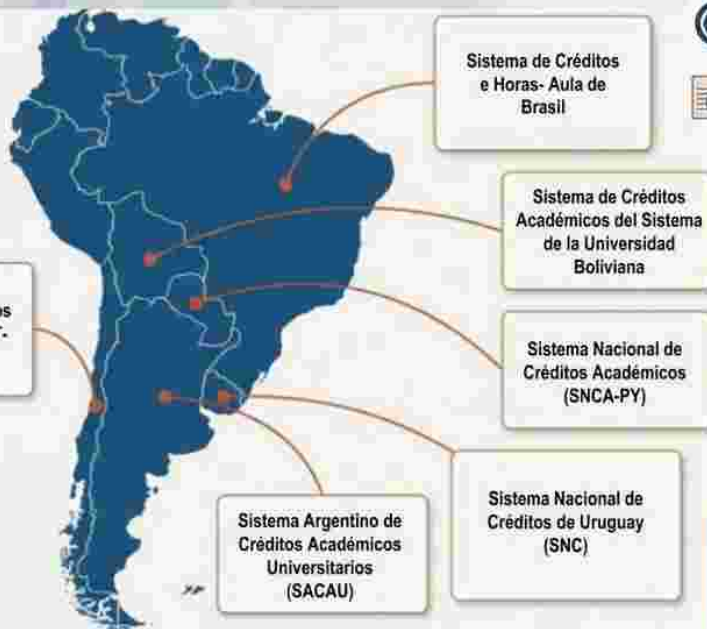 Sistema de Créditos
e Horas- Aula de
Brasil
Sistema de Créditos
Académicos del Sistema
de la Universidad
Boliviana
Sistema Nacional de
Créditos Académicos
(SNCA-PY)
Sistema Nacional de
Créditos de Uruguay
(SNC)
Sistema Argentino de
Créditos Académicos
Universitarios
(SACAU)